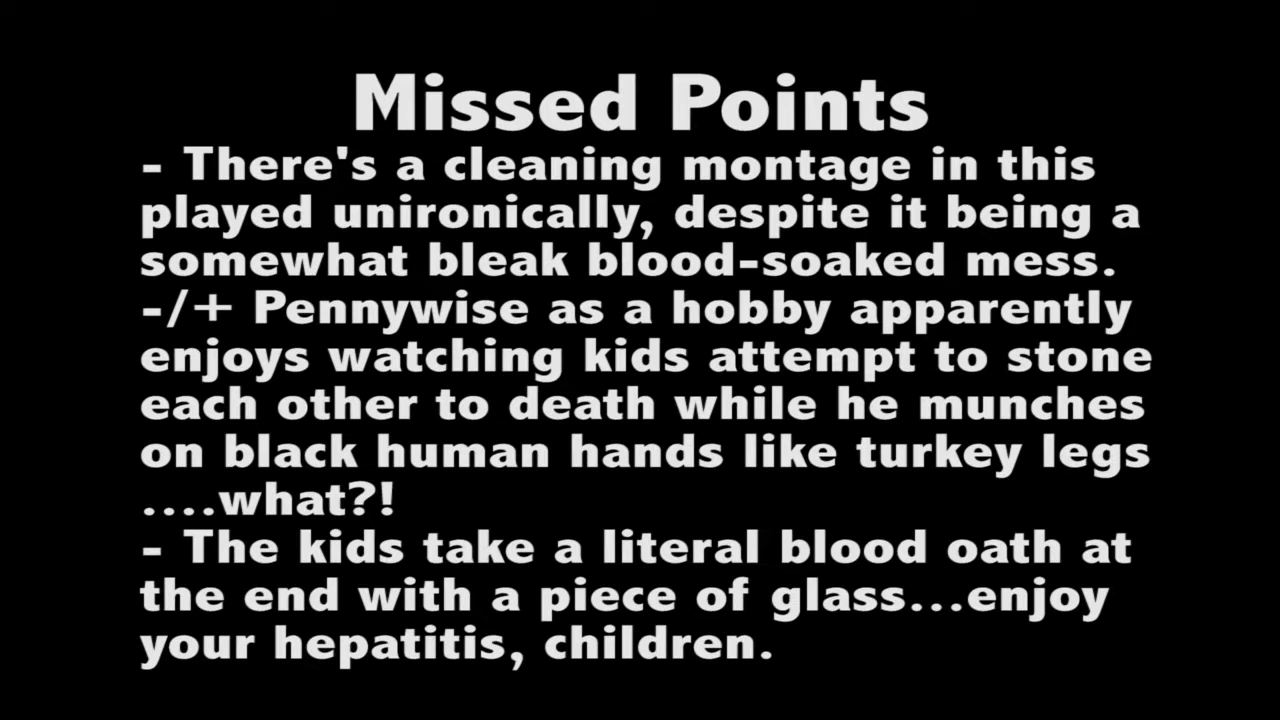 Missed Points
- There's a cleaning montage in this
played unironically, despite it being a
somewhat bleak blood-soaked mess.
-/+ Pennywise as a hobby apparently
enjoys watching kids attempt to stone
each other to death while he munches
on black human hands like turkey legs
....what?!
- The kids take a literal blood oath at
the end with a piece of glass...enjoy
your hepatitis, children.